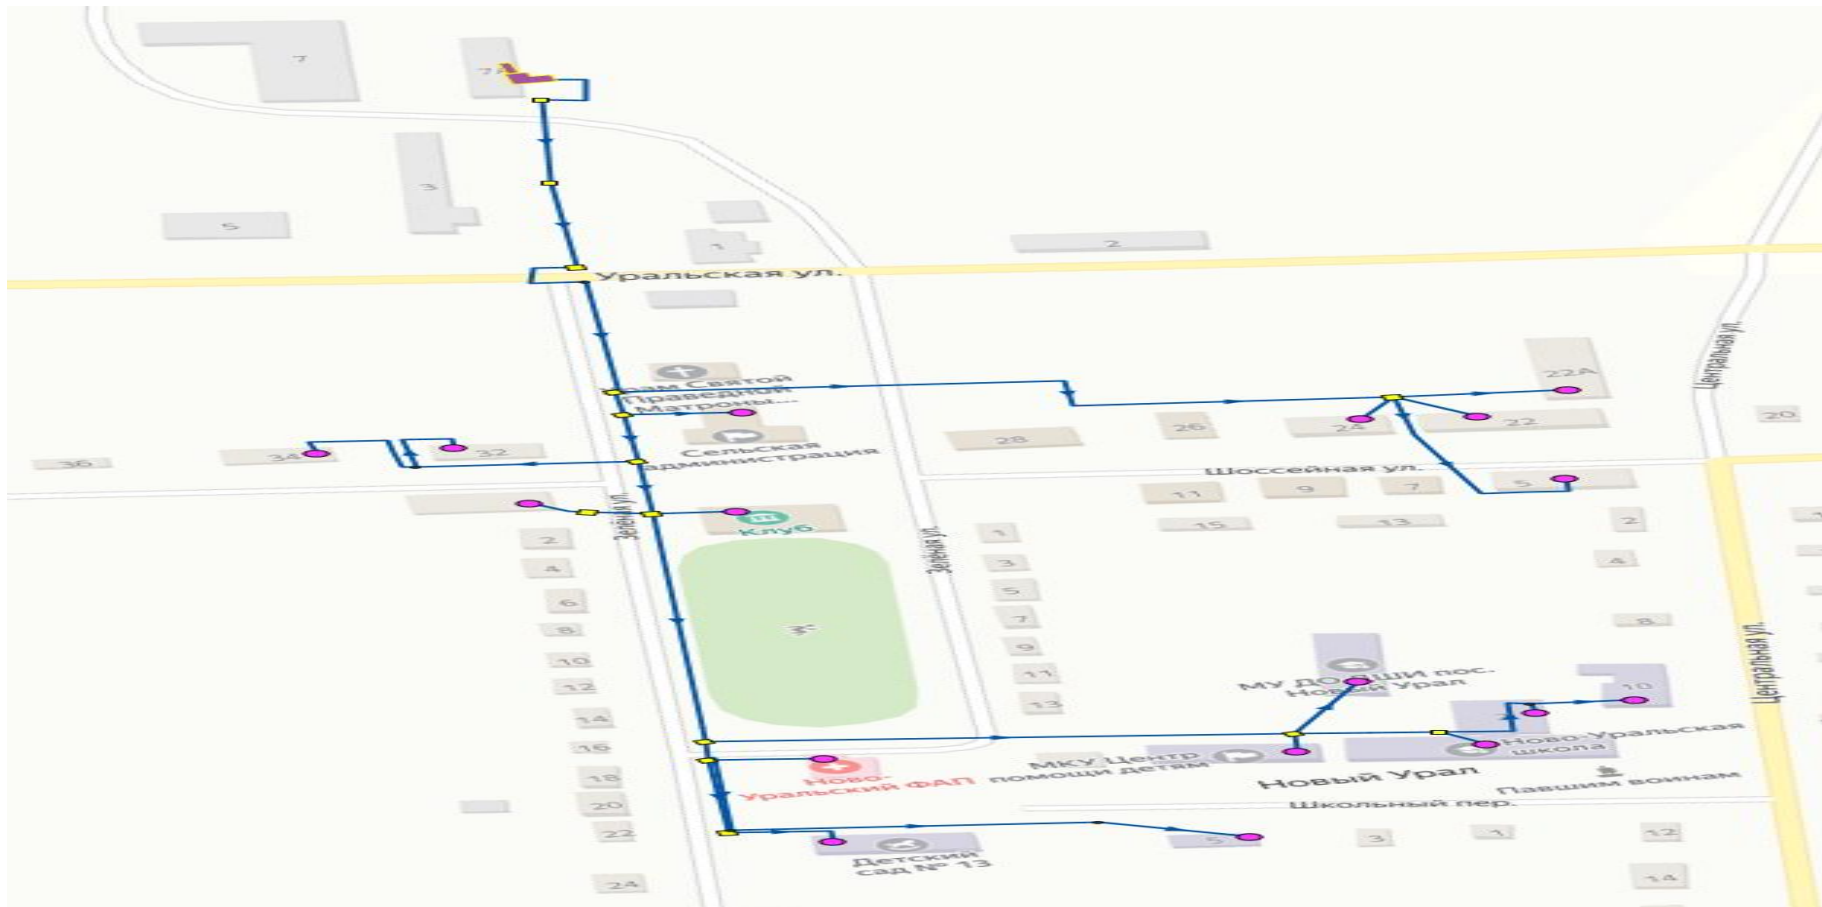 7
7А
3
5
1
2
Уральская ул.
Храм Святой
Праведной
Матроны...
22А
20
28
26
24
22
Сельская
администрация
36
34
32
Шоссейная ул.
5
11
9
7
15
13
2
4
8
Зелёная ул.
Клуб
Зелёная ул.
Центральная ул.
Центральная ул.
2
4
6
8
10
12
14
16
18
20
22
24
1
3
5
7
9
11
13
МУ ДО ДШИ пос.
Новый Урал
10
Ново-Уральская
школа
МКУ Центр
помощи детям
Новый Урал
Павшим воинам
Ново-
Уральский ФАП
Школьный пер.
Детский
сад № 13
5
3
1
12
14